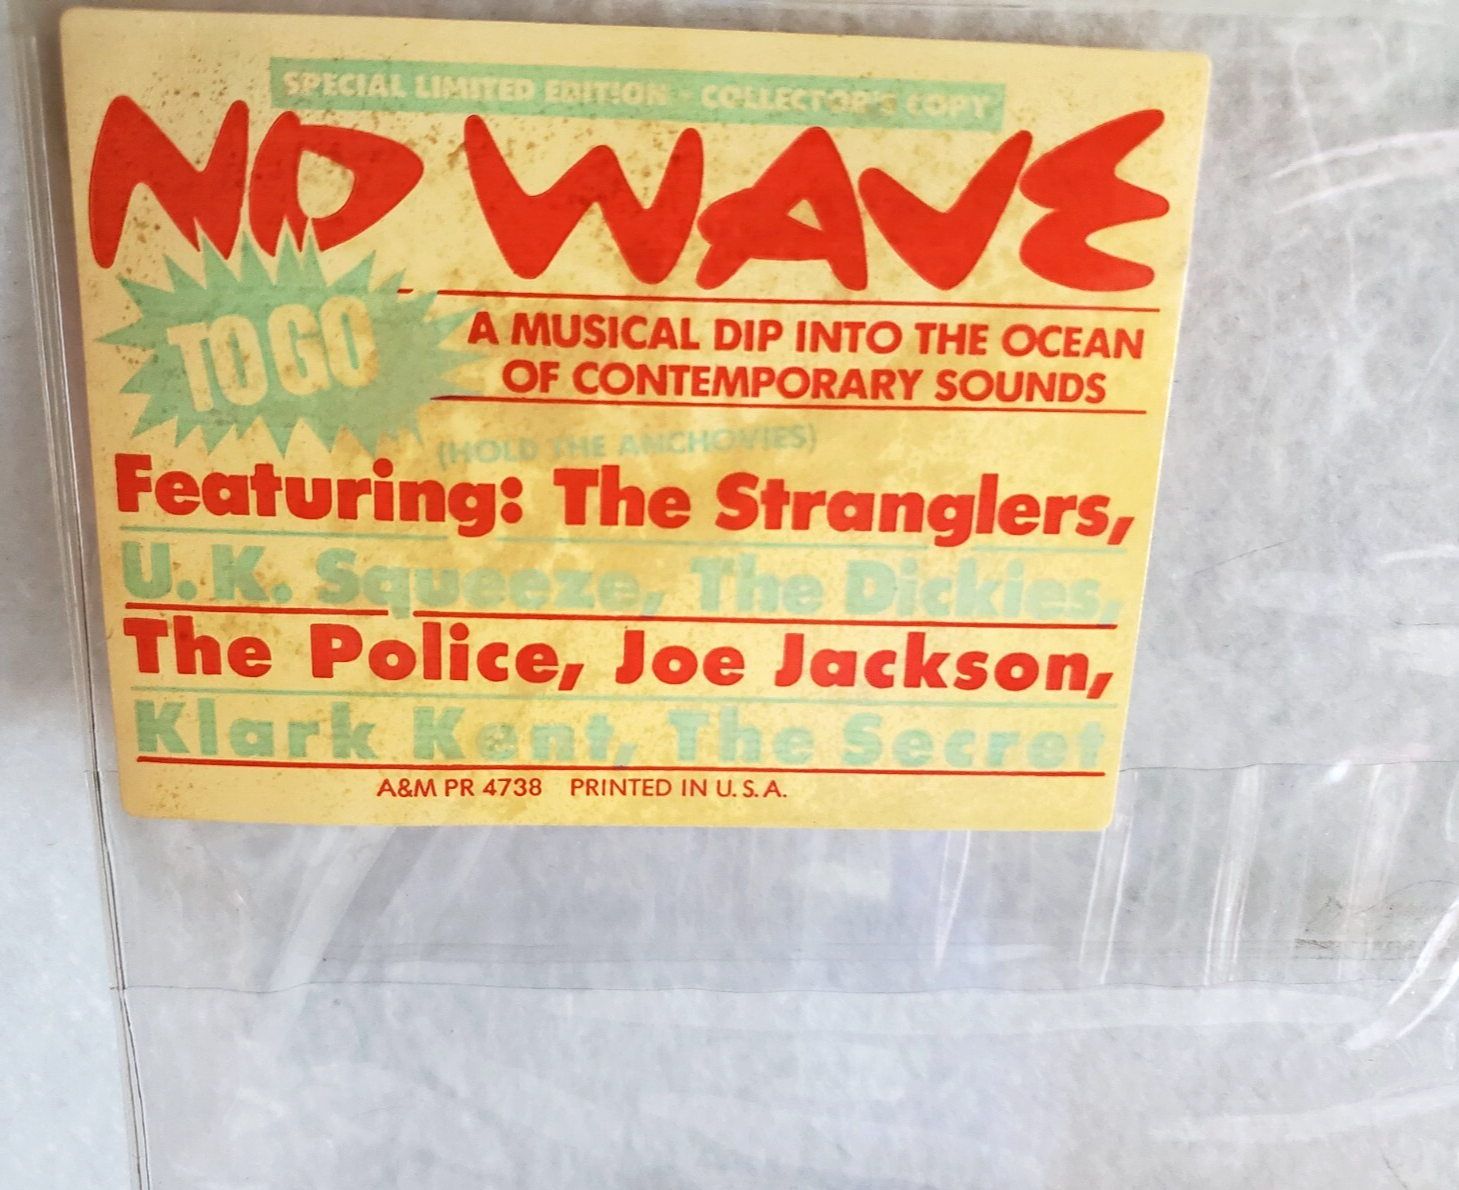 SPECIAL LIMITED EDITION - COLLECTOR'S COPY
NO WAVE
TO GO
A MUSICAL DIP INTO THE OCEAN
OF CONTEMPORARY SOUNDS
(HOLD THE ANCHOVIES)
Featuring: The Stranglers,
U.K. Squeeze, The Dickies,
The Police, Joe Jackson,
Klark Kent, The Secret
A&M PR 4738 PRINTED IN U.S.A.